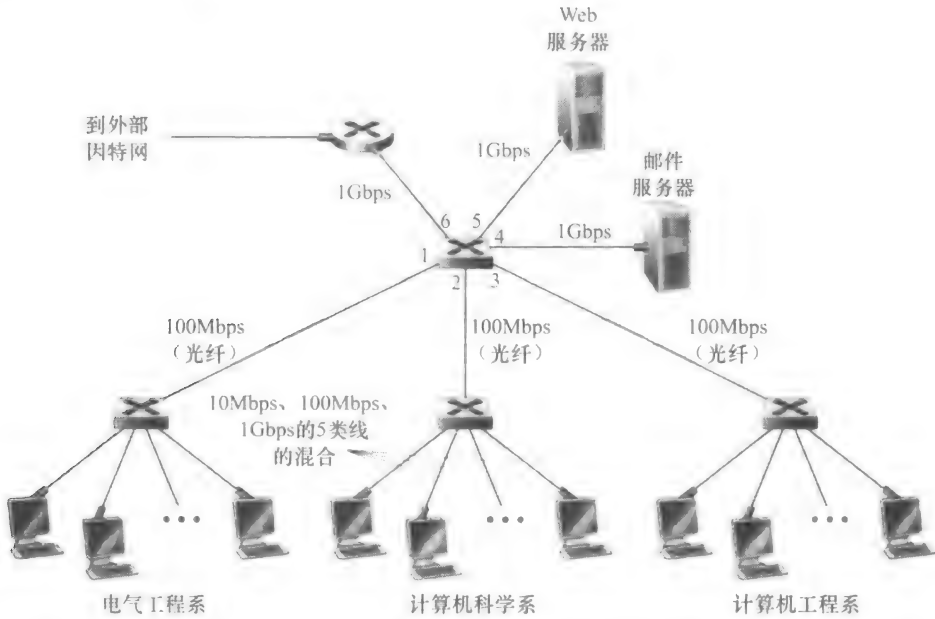 Web
服务器
到外部
因特网
1Gbps
邮件
服务器
1Gbps
6
5
4
1Gbps
1
2
3
100Mbps
（光纤）
100Mbps
（光纤）
100Mbps
（光纤）
10Mbps、100Mbps、
1Gbps的5类线
的混合
电气工程系
计算机科学系
计算机工程系